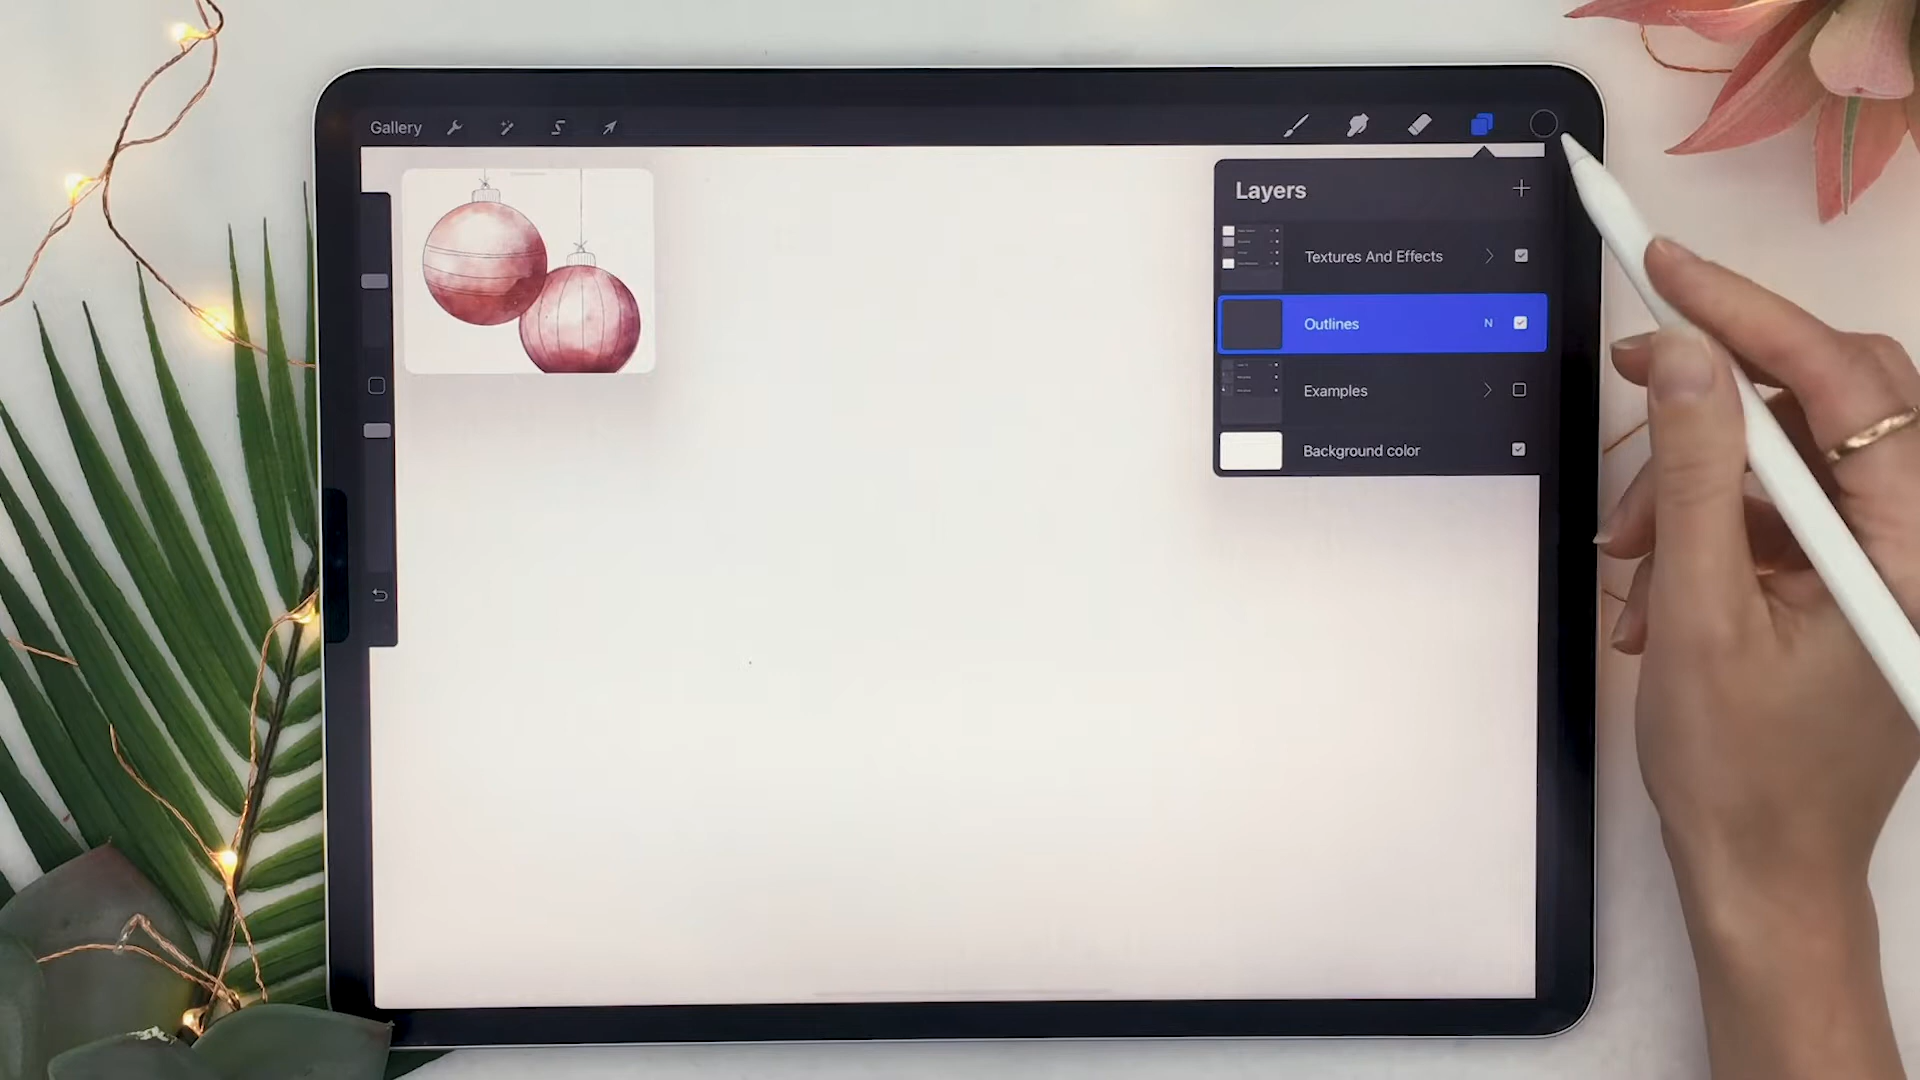 Gallery
Layers
Textures And Effects
Outlines N
Examples
Background color